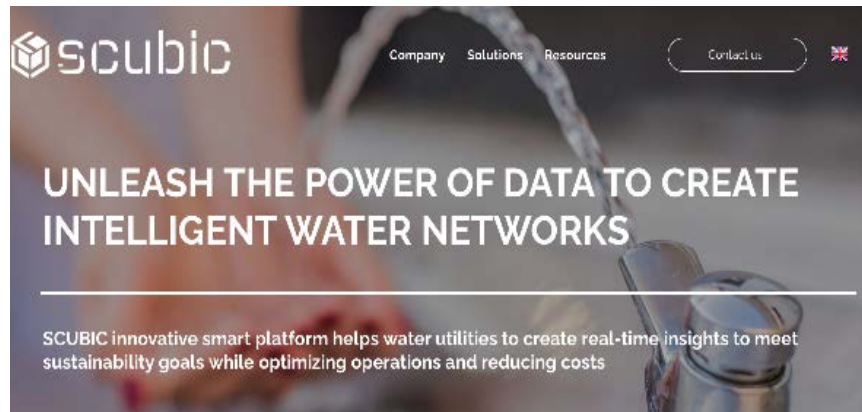 scubic
Company Solutions Resources Contact us
UNLEASH THE POWER OF DATA TO CREATE
INTELLIGENT WATER NETWORKS
SCUBIC innovative smart platform helps water utilities to create real-time insights to meet
sustainability goals while optimizing operations and reducing costs